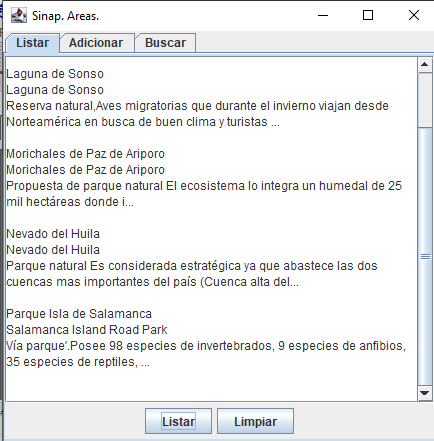 Sinap. Areas.
Listar Adicionar Buscar
Laguna de Sonso
Laguna de Sonso
Reserva natural,Aves migratorias que durante el invierno viajan desde
Norteamérica en busca de buen clima y turistas ...
Morichales de Paz de Ariporo
Morichales de Paz de Ariporo
Propuesta de parque natural El ecosistema lo integra un humedal de 25
mil hectáreas donde i...
Nevado del Huila
Nevado del Huila
Parque natural Es considerada estratégica ya que abastece las dos
cuencas mas importantes del país (Cuenca alta del...
Parque Isla de Salamanca
Salamanca Island Road Park
Vía parque'.Posee 98 especies de invertebrados, 9 especies de anfibios,
35 especies de reptiles, ...
Listar Limpiar